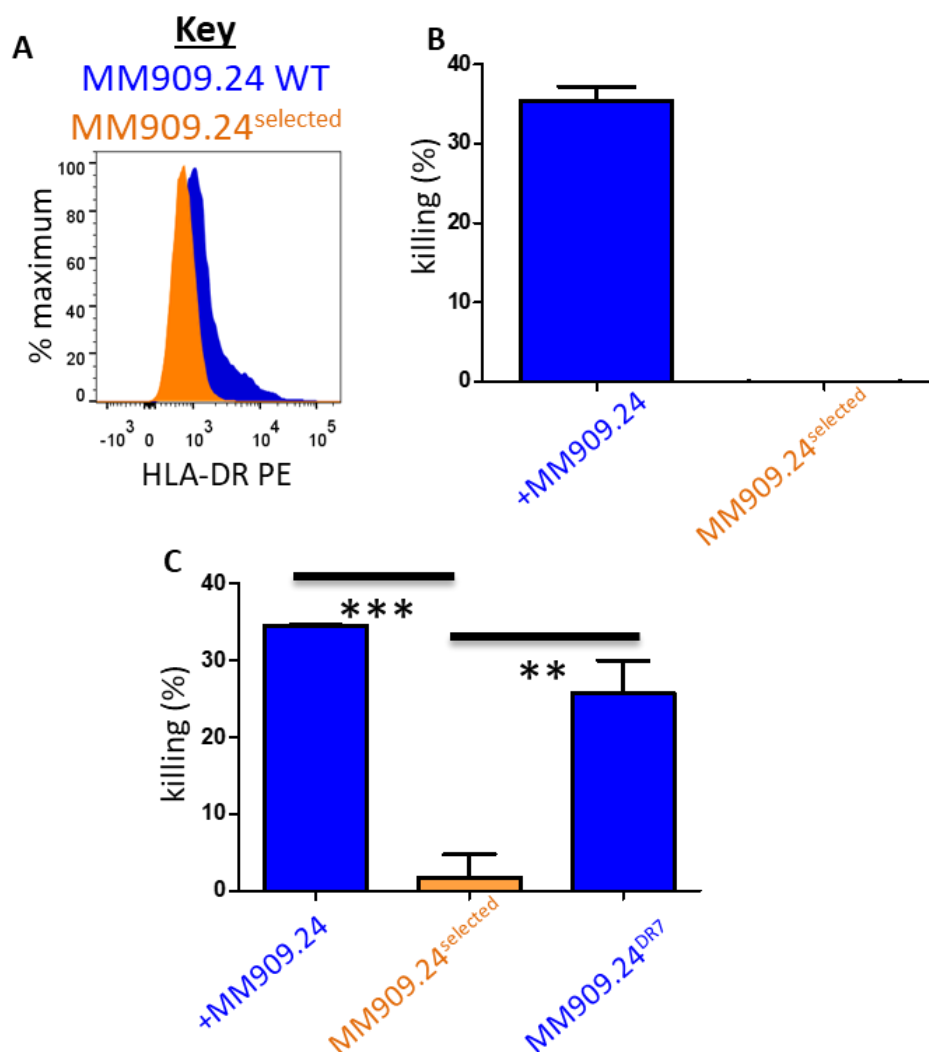 A
Key
MM909.24 WT
MM909.24selected
% maximum
100
80
60
40
20
0
-10³ 0 10³ 10⁴ 10⁵
HLA-DR PE
B
killing (%)
40
30
20
10
0
+MM909.24
MM909.24selected
C
killing (%)
40
30
20
10
0
***
**
+MM909.24
MM909.24selected
MM909.24DR7